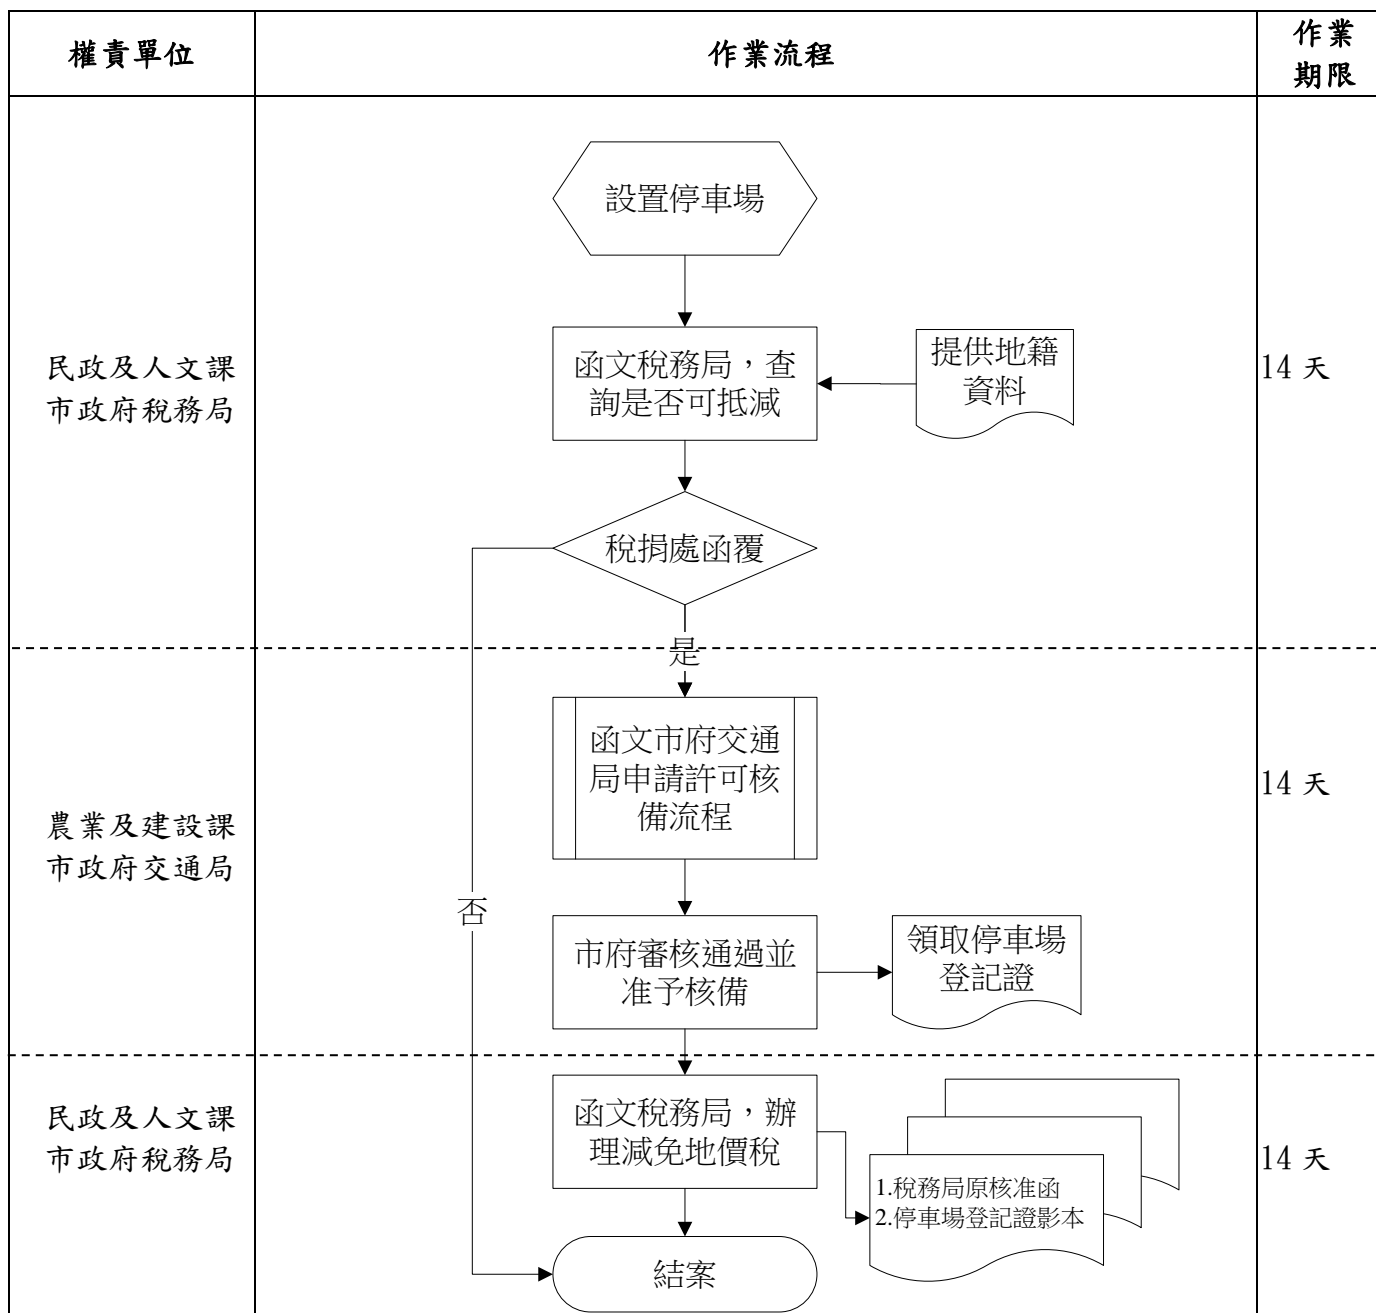 權責單位
作業流程
作業
期限
設置停車場
民政及人文課
市政府稅務局
函文稅務局，查
詢是否可抵減
提供地籍
資料
14 天
稅捐處函覆
是
農業及建設課
市政府交通局
函文市府交通
局申請許可核
備流程
14 天
否
市府審核通過並
准予核備
領取停車場
登記證
民政及人文課
市政府稅務局
函文稅務局，辦
理減免地價稅
14 天
1.稅務局原核准函
2.停車場登記證影本
結案